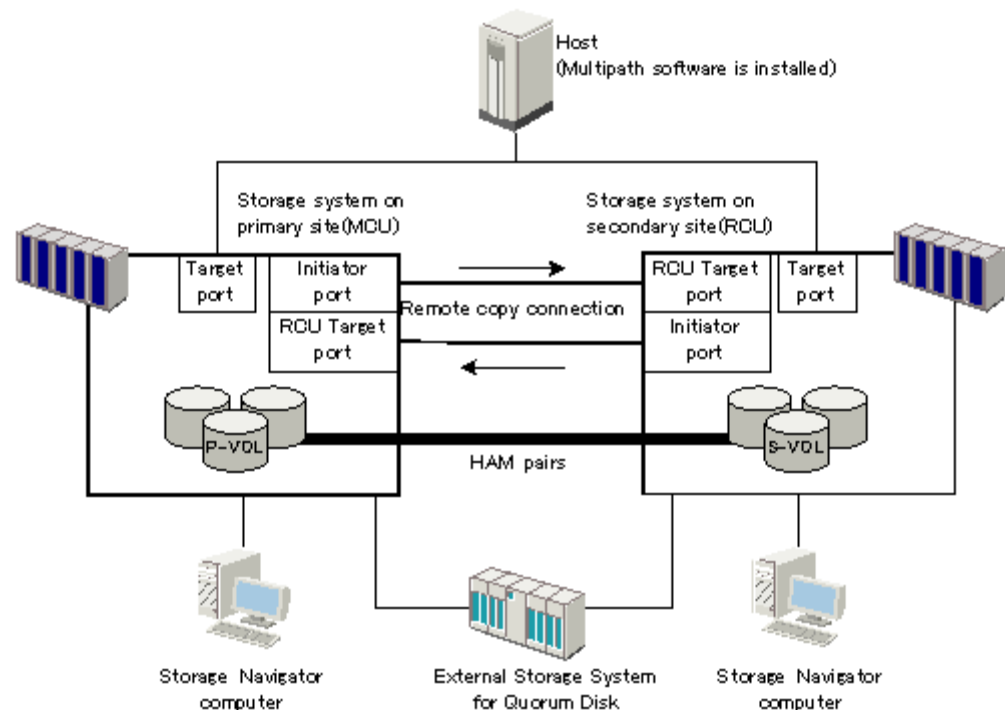 Host
(Multipath software is installed)
Storage system on
primary site(MCU)
Storage system on
secondary site(RCU)
Target
port
Initiator
port
RCU Target
port
Remote copy connection
RCU Target
port
Target
port
Initiator
port
P-VOL
S-VOL
HAM pairs
Storage Navigator
computer
External Storage System
for Quorum Disk
Storage Navigator
computer